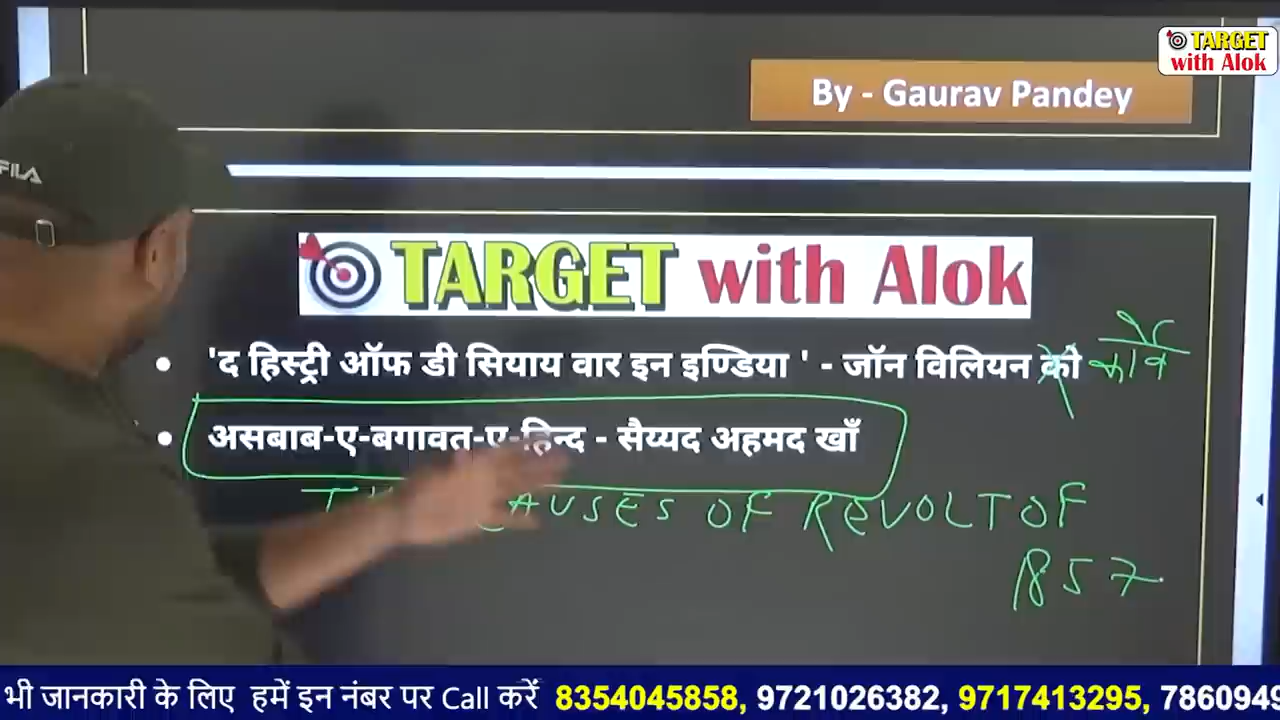 TARGET
with Alok
By - Gaurav Pandey
FILA
TARGET with Alok
• 'द हिस्ट्री ऑफ डी सियाय वार इन इण्डिया ' - जॉन विलियन की
• असबाब-ए-बगावत-ए-हिन्द - सैय्यद अहमद खाँ
CAUSES OF REVOLT OF
1857
भी जानकारी के लिए हमें इन नंबर पर Call करें 8354045858, 9721026382, 9717413295, 7860949